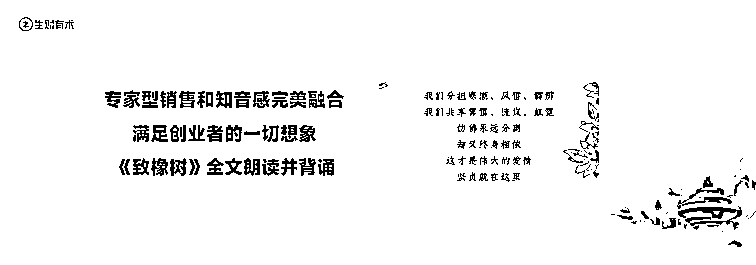 生财有术
专家型销售和知音感完美融合
满足创业者的一切想象
《致橡树》全文朗读并背诵
我们分担寒潮、风雷、霹雳
我们共享雾霭、流岚、虹霓
仿佛永远分离
却又终身相依
这才是伟大的爱情
坚贞就在这里